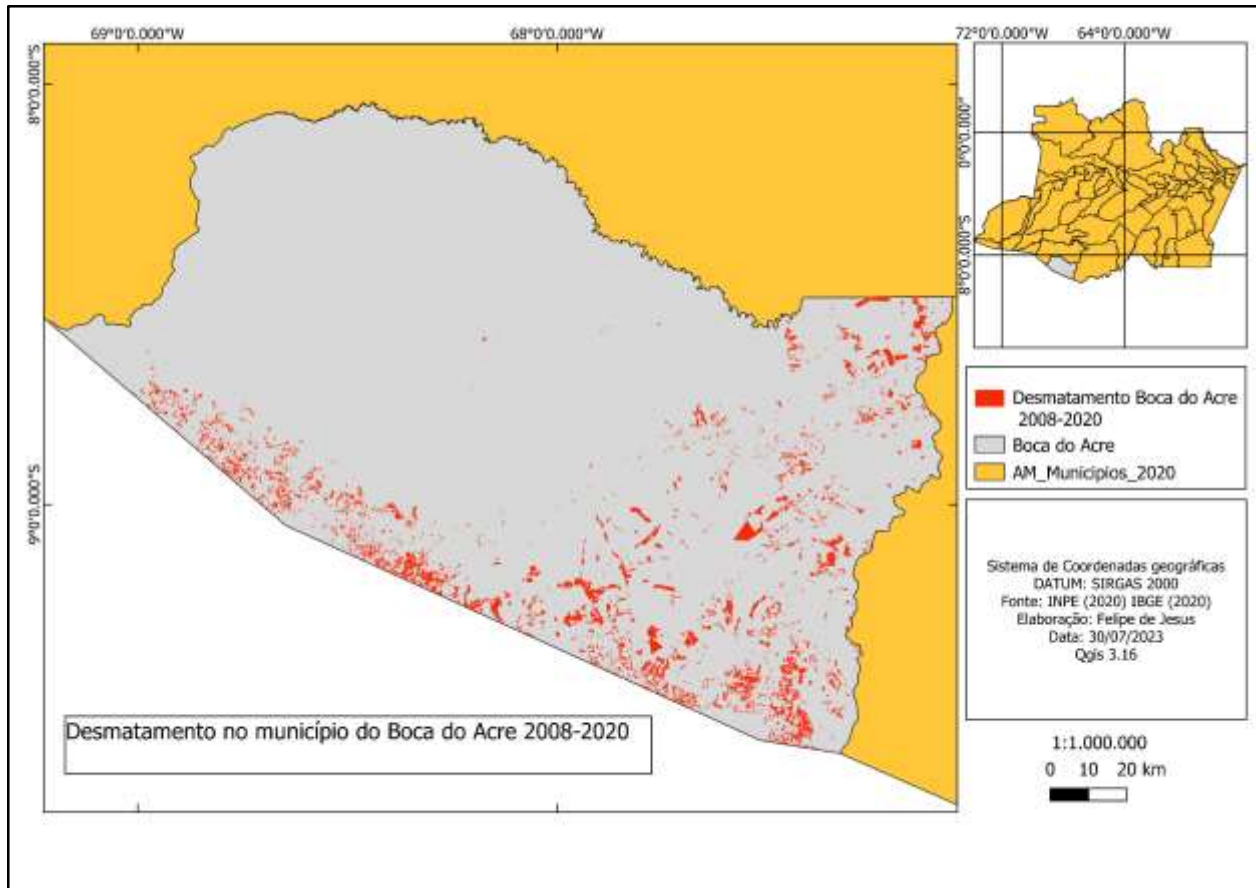 69°0'0.000"W
68°0'0.000"W
72°0'0.000"W 64°0'0.000"W
8°0'0.000"S
9°0'0.000"S
0°0'0.000"
8°0'0.000"S
Desmatamento Boca do Acre
2008-2020
Boca do Acre
AM_Municipios_2020
Sistema de Coordenadas geográficas
DATUM: SIRGAS 2000
Fonte: INPE (2020) IBGE (2020)
Elaboração: Felipe de Jesus
Data: 30/07/2023
Qgis 3.16
Desmatamento no município do Boca do Acre 2008-2020
1:1.000.000
0 10 20 km